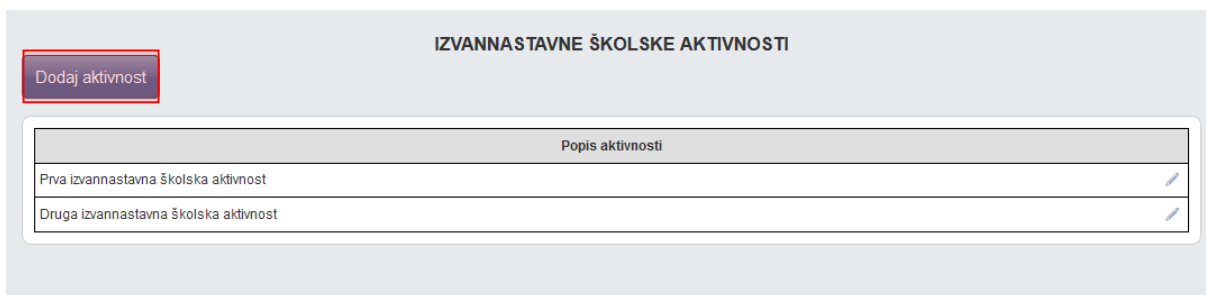 IZVANNASTAVNE ŠKOLSKE AKTIVNOSTI
Dodaj aktivnost
Popis aktivnosti
Prva izvannastavna školska aktivnost
Druga izvannastavna školska aktivnost